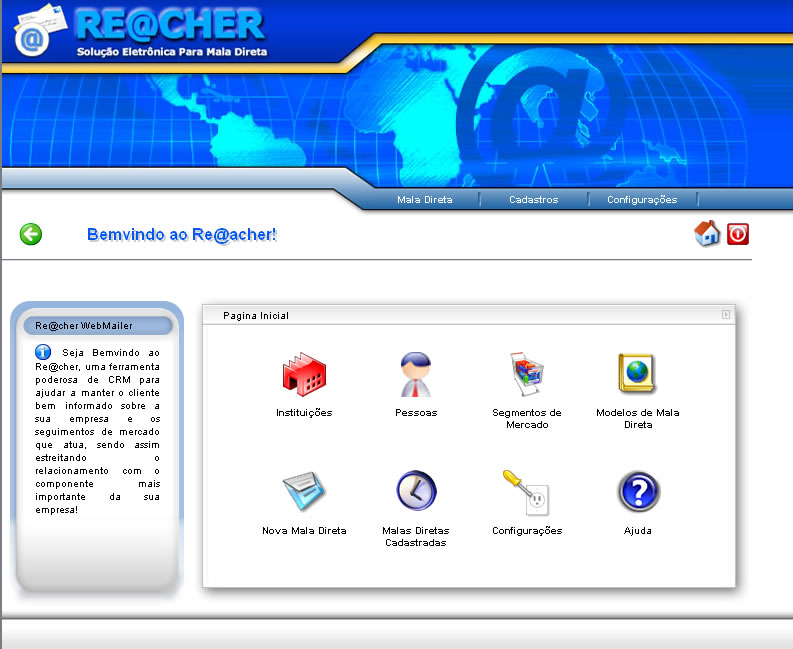 RE@CHER
Solução Eletrônica Para Mala Direta
Mala Direta
Cadastros
Configurações
Bemvindo ao Re@acher!
Re@cher WebMailer
Seja Bemvindo ao
Re@cher, uma ferramenta
poderosa de CRM para
ajudar a manter o cliente
bem informado sobre a
sua empresa e os
seguimentos de mercado
que atua, sendo assim
estreitando o
relacionamento com o
componente mais
importante da sua
empresa!
Pagina Inicial
Instituições
Pessoas
Segmentos de
Mercado
Modelos de Mala
Direta
Nova Mala Direta
Malas Diretas
Cadastradas
Configurações
Ajuda